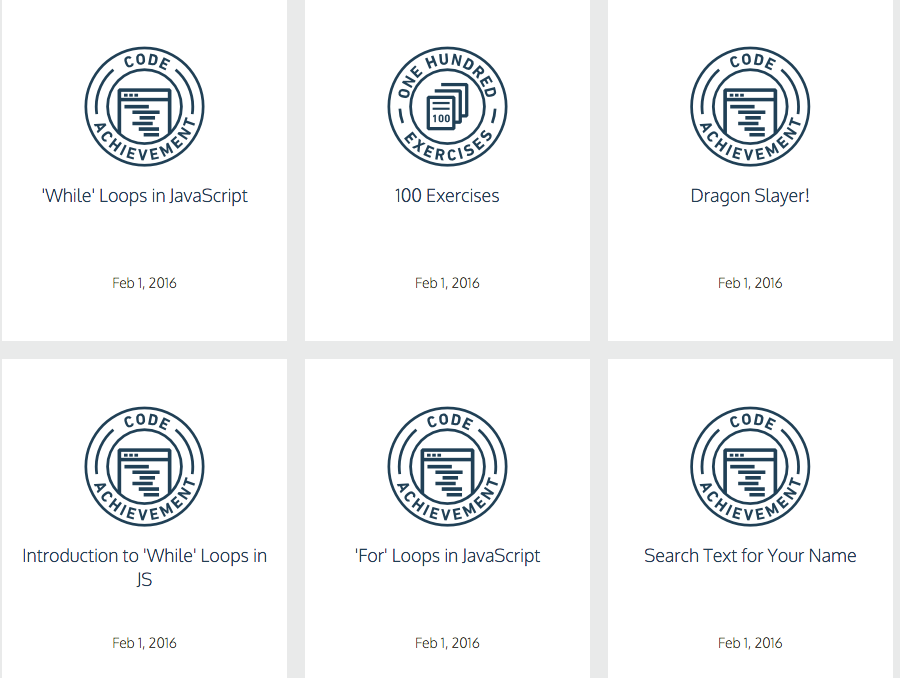 CODE
ACHIEVEMENT
'While' Loops in JavaScript
Feb 1, 2016
ONE HUNDRED
100
EXERCISES
100 Exercises
Feb 1, 2016
CODE
ACHIEVEMENT
Dragon Slayer!
Feb 1, 2016
CODE
ACHIEVEMENT
Introduction to 'While' Loops in
JS
Feb 1, 2016
CODE
ACHIEVEMENT
'For' Loops in JavaScript
Feb 1, 2016
CODE
ACHIEVEMENT
Search Text for Your Name
Feb 1, 2016